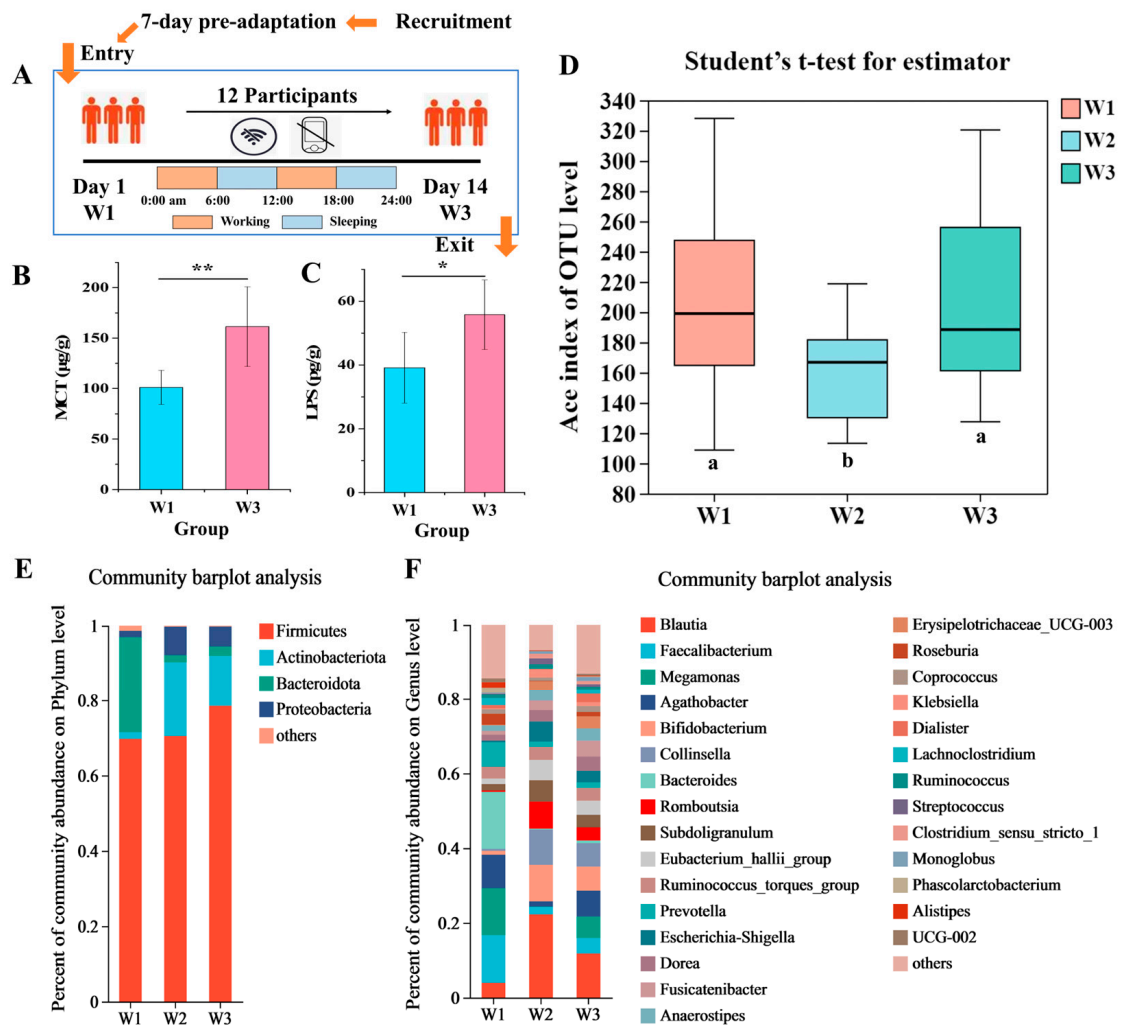 7-day pre-adaptation
Recruitment
Entry
A
12 Participants
Day 1
W1
0:00 am
6:00
12:00
18:00
24:00
Working
Sleeping
Day 14
W3
Exit
B
**
MCT (μg/g)
200
150
100
50
0
W1
W3
Group
C
*
LPS (pg/g)
60
40
20
0
W1
W3
Group
D
Student's t-test for estimator
Ace index of OTU level
340
320
300
280
260
240
220
200
180
160
140
120
100
80
a
b
a
W1
W2
W3
W1
W2
W3
E
Community barplot analysis
Percent of community abundance on Phylum level
1
0.8
0.6
0.4
0.2
0
W1
W2
W3
Firmicutes
Actinobacteriota
Bacteroidota
Proteobacteria
others
F
Community barplot analysis
Percent of community abundance on Genus level
1
0.8
0.6
0.4
0.2
0
W1
W2
W3
Blautia
Faecalibacterium
Megamonas
Agathobacter
Bifidobacterium
Collinsella
Bacteroides
Romboutsia
Subdoligranulum
Eubacterium_hallii_group
Ruminococcus_torques_group
Prevotella
Escherichia-Shigella
Dorea
Fusicatenibacter
Anaerostipes
Erysipelotrichaceae_UCG-003
Roseburia
Coprococcus
Klebsiella
Dialister
Lachnoclostridium
Ruminococcus
Streptococcus
Clostridium_sensu_stricto_1
Monoglobus
Phascolarctobacterium
Alistipes
UCG-002
others